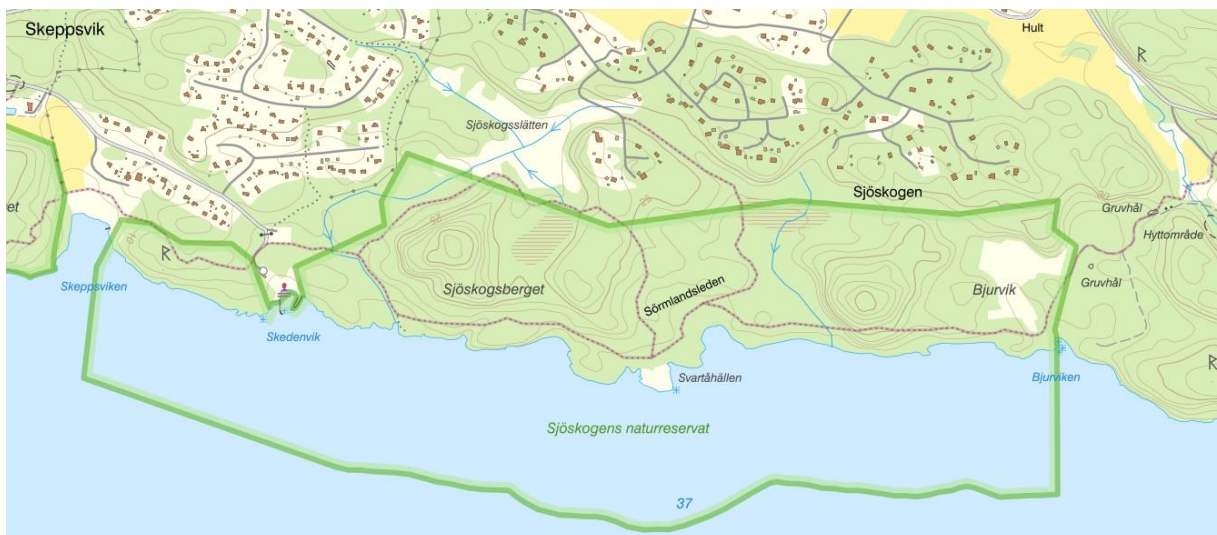 Skeppsvik
Hult
Sjöskogsslätten
Sjöskogen
et
Gruvhål
Hyttområde
Skeppsviken
Sjöskogsberget
Sörmlandsleden
Bjurvik
Gruvhål
Skedenvik
Svartåhällen
Bjurviken
Sjöskogens naturreservat
37